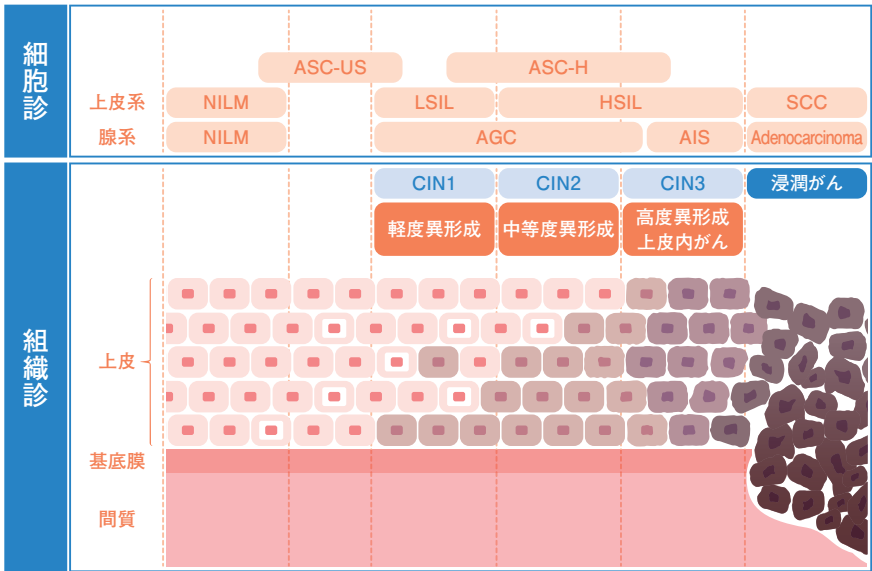 細胞診
ASC-US
ASC-H
上皮系
NILM
LSIL
HSIL
SCC
腺系
NILM
AGC
AIS
Adenocarcinoma
組織診
CIN1
CIN2
CIN3
浸潤がん
軽度異形成
中等度異形成
高度異形成
上皮内がん
上皮
基底膜
間質